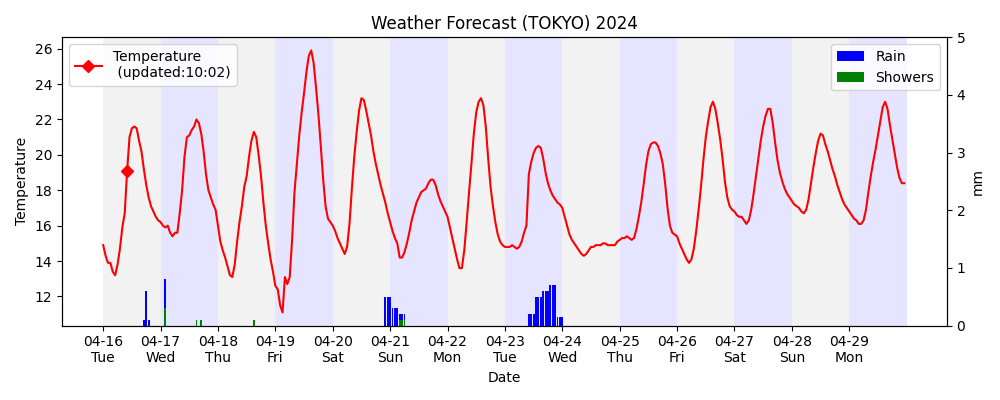 Weather Forecast (TOKYO) 2024
Temperature
(updated:10:02)
Rain
Showers
Temperature
26
24
22
20
18
16
14
12
5
4
3
2
1
0
mm
04-16 04-17 04-18 04-19 04-20 04-21 04-22 04-23 04-24 04-25 04-26 04-27 04-28 04-29
Tue Wed Thu Fri Sat Sun Mon Tue Wed Thu Fri Sat Sun Mon
Date